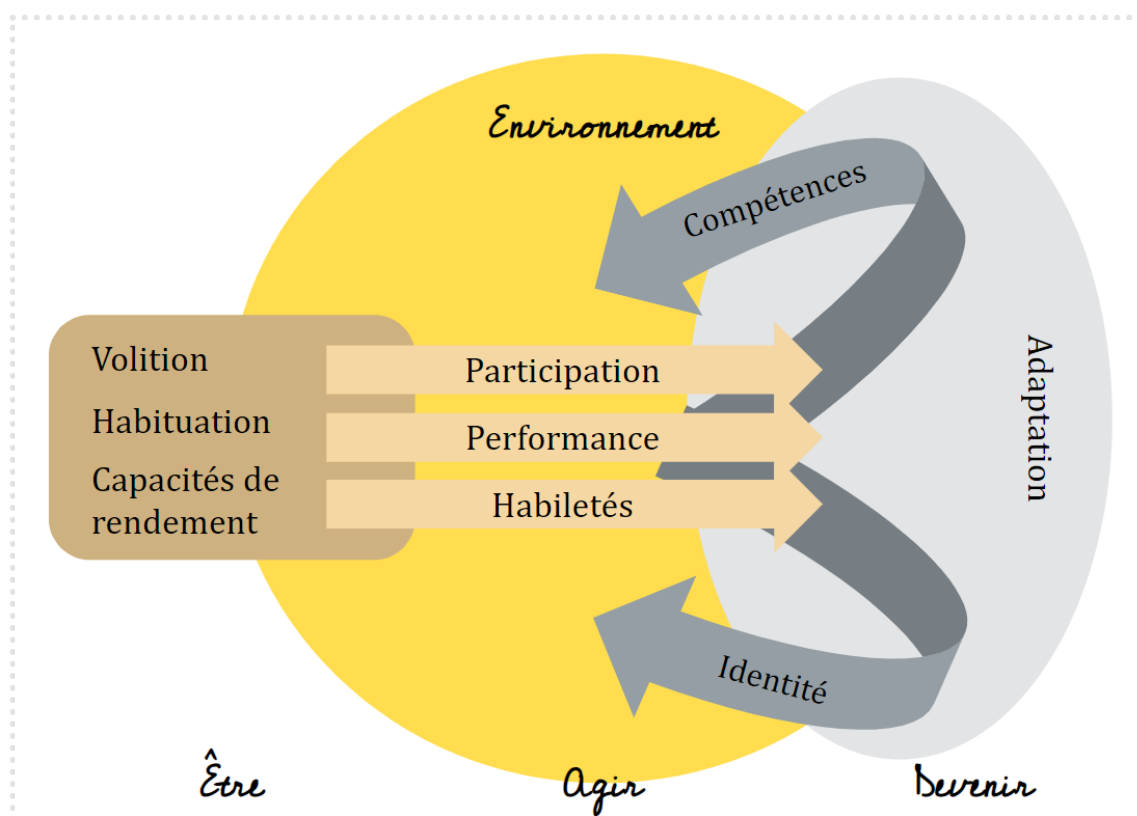 Environnement
Compétences
Volition
Habituation
Capacités de
rendement
Participation
Performance
Habiletés
Adaptation
Identité
Être
Agir
Devenir